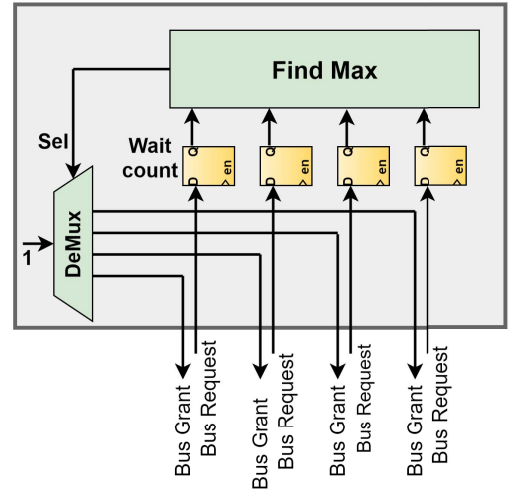 Find Max
Sel
Wait
count
Q
Q
Q
Q
D
en
D
en
D
en
D
en
DeMux
1
Bus Grant
Bus Request
Bus Grant
Bus Request
Bus Grant
Bus Request
Bus Grant
Bus Request